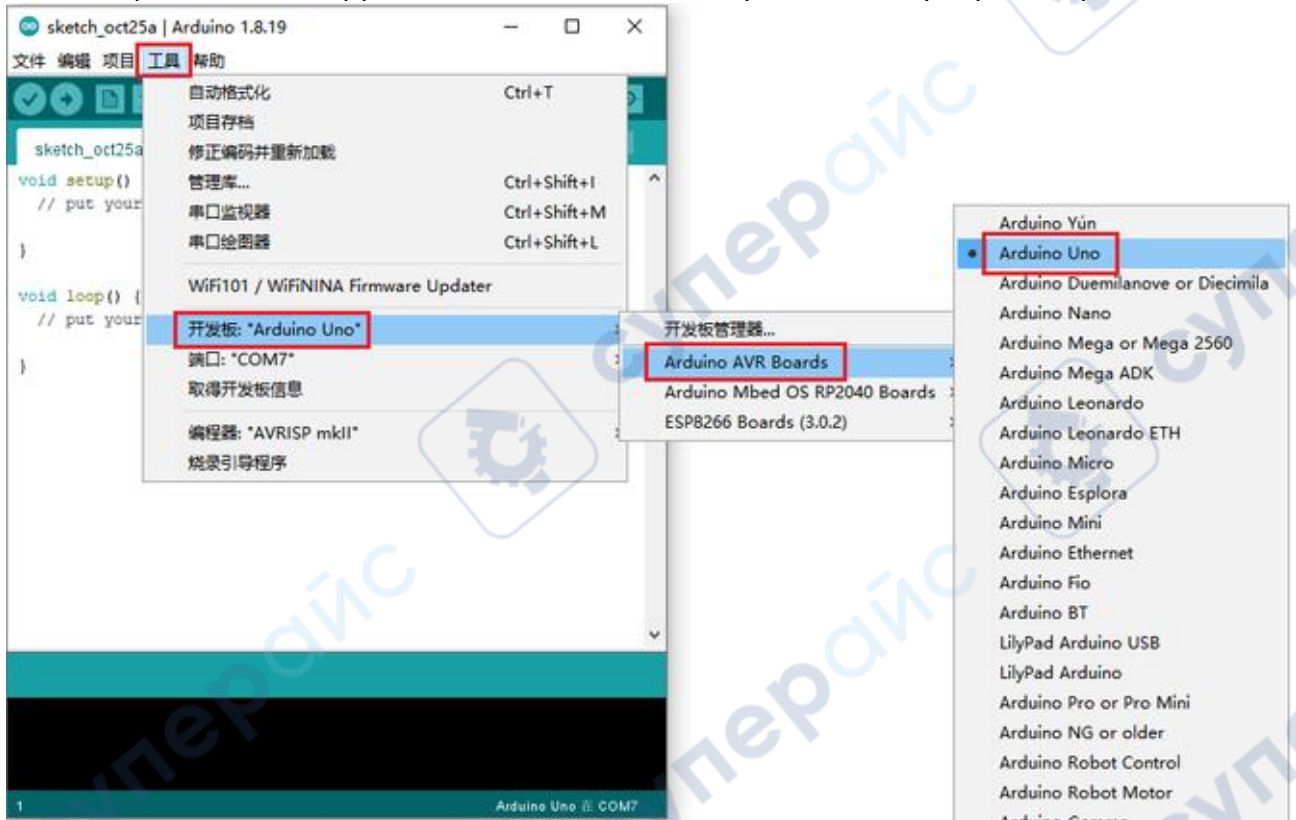 sketch_oct25a | Arduino 1.8.19
文件 编辑 项目 工具 帮助
自动格式化 Ctrl+T
项目存档
修正编码并重新加载
管理库... Ctrl+Shift+I
串口监视器 Ctrl+Shift+M
串口绘图器 Ctrl+Shift+L
WiFi101 / WiFiNINA Firmware Updater
开发板: "Arduino Uno"
端口: "COM7"
取得开发板信息
编程器: "AVRISP mkII"
烧录引导程序
sketch_oct25a
void setup()
// put your
}
void loop() {
// put your
}
开发板管理器...
Arduino AVR Boards
Arduino Mbed OS RP2040 Boards
ESP8266 Boards (3.0.2)
Arduino Yún
Arduino Uno
Arduino Duemilanove or Diecimila
Arduino Nano
Arduino Mega or Mega 2560
Arduino Mega ADK
Arduino Leonardo
Arduino Leonardo ETH
Arduino Micro
Arduino Esplora
Arduino Mini
Arduino Ethernet
Arduino Fio
Arduino BT
LilyPad Arduino USB
LilyPad Arduino
Arduino Pro or Pro Mini
Arduino NG or older
Arduino Robot Control
Arduino Robot Motor
1
Arduino Uno 在 COM7
суперайс